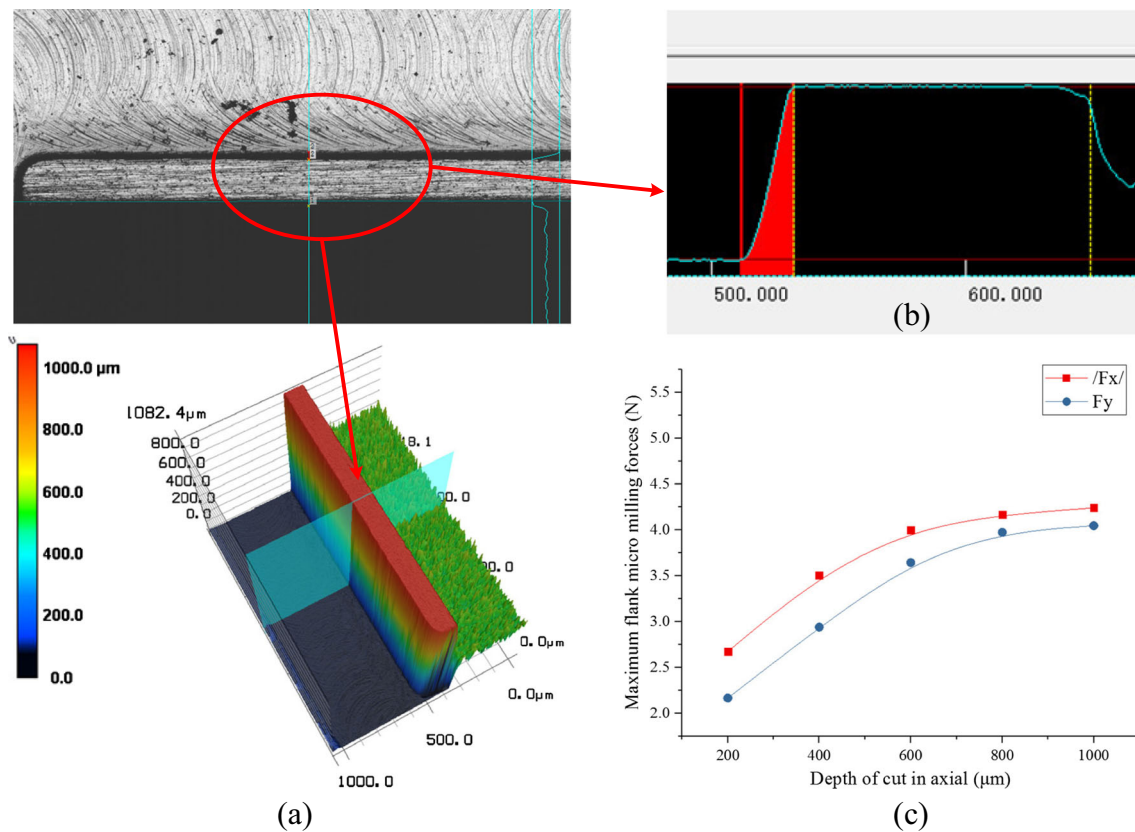 500.000
600.000
(b)
1000.0 μm
800.0
600.0
400.0
200.0
0.0
1082.4μm
800.0
600.0
400.0
200.0
0.0
0.0μm
0.0μm
500.0
1000.0
(a)
Maximum flank micro milling forces (N)
5.5
5.0
4.5
4.0
3.5
3.0
2.5
2.0
/Fx/
Fy
200
400
600
800
1000
Depth of cut in axial (μm)
(c)